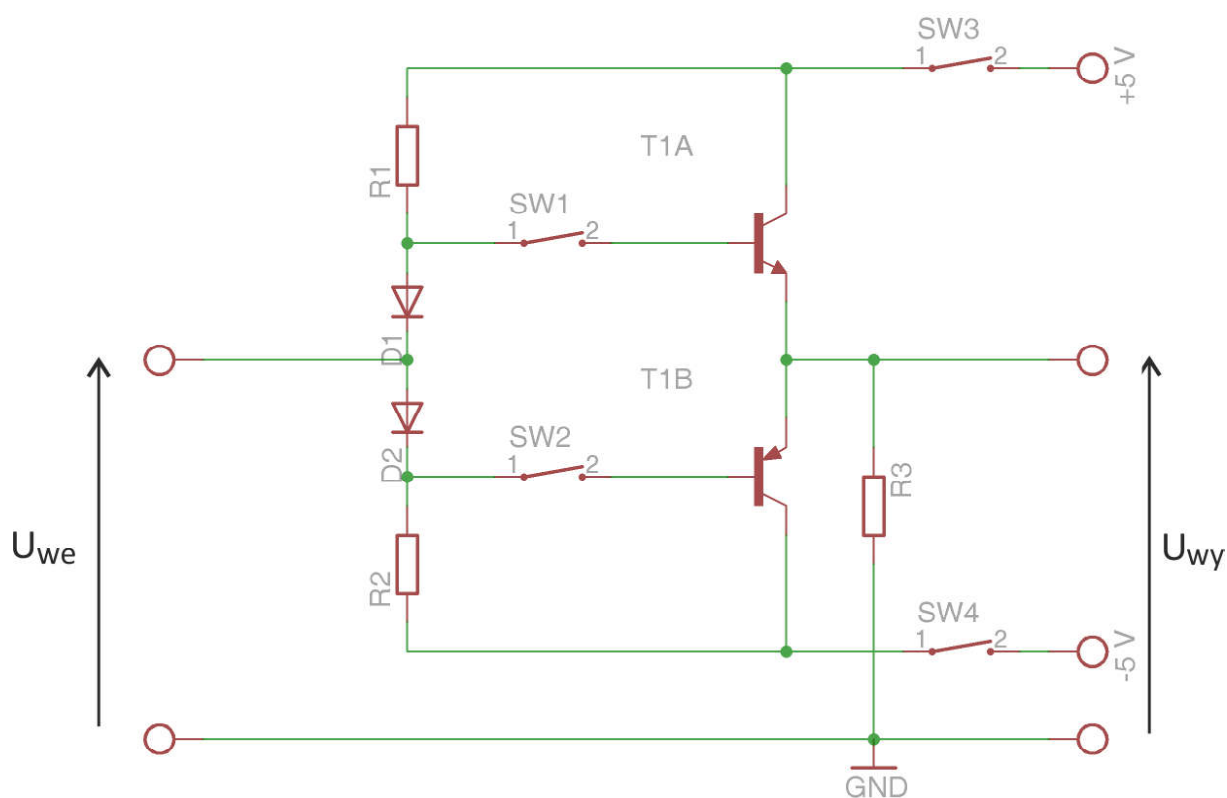 SW3
1 2
+5 V
T1A
R1
SW1
1 2
D1
T1B
SW2
1 2
D2
R3
Uwe
Uwy
R2
SW4
1 2
-5 V
GND